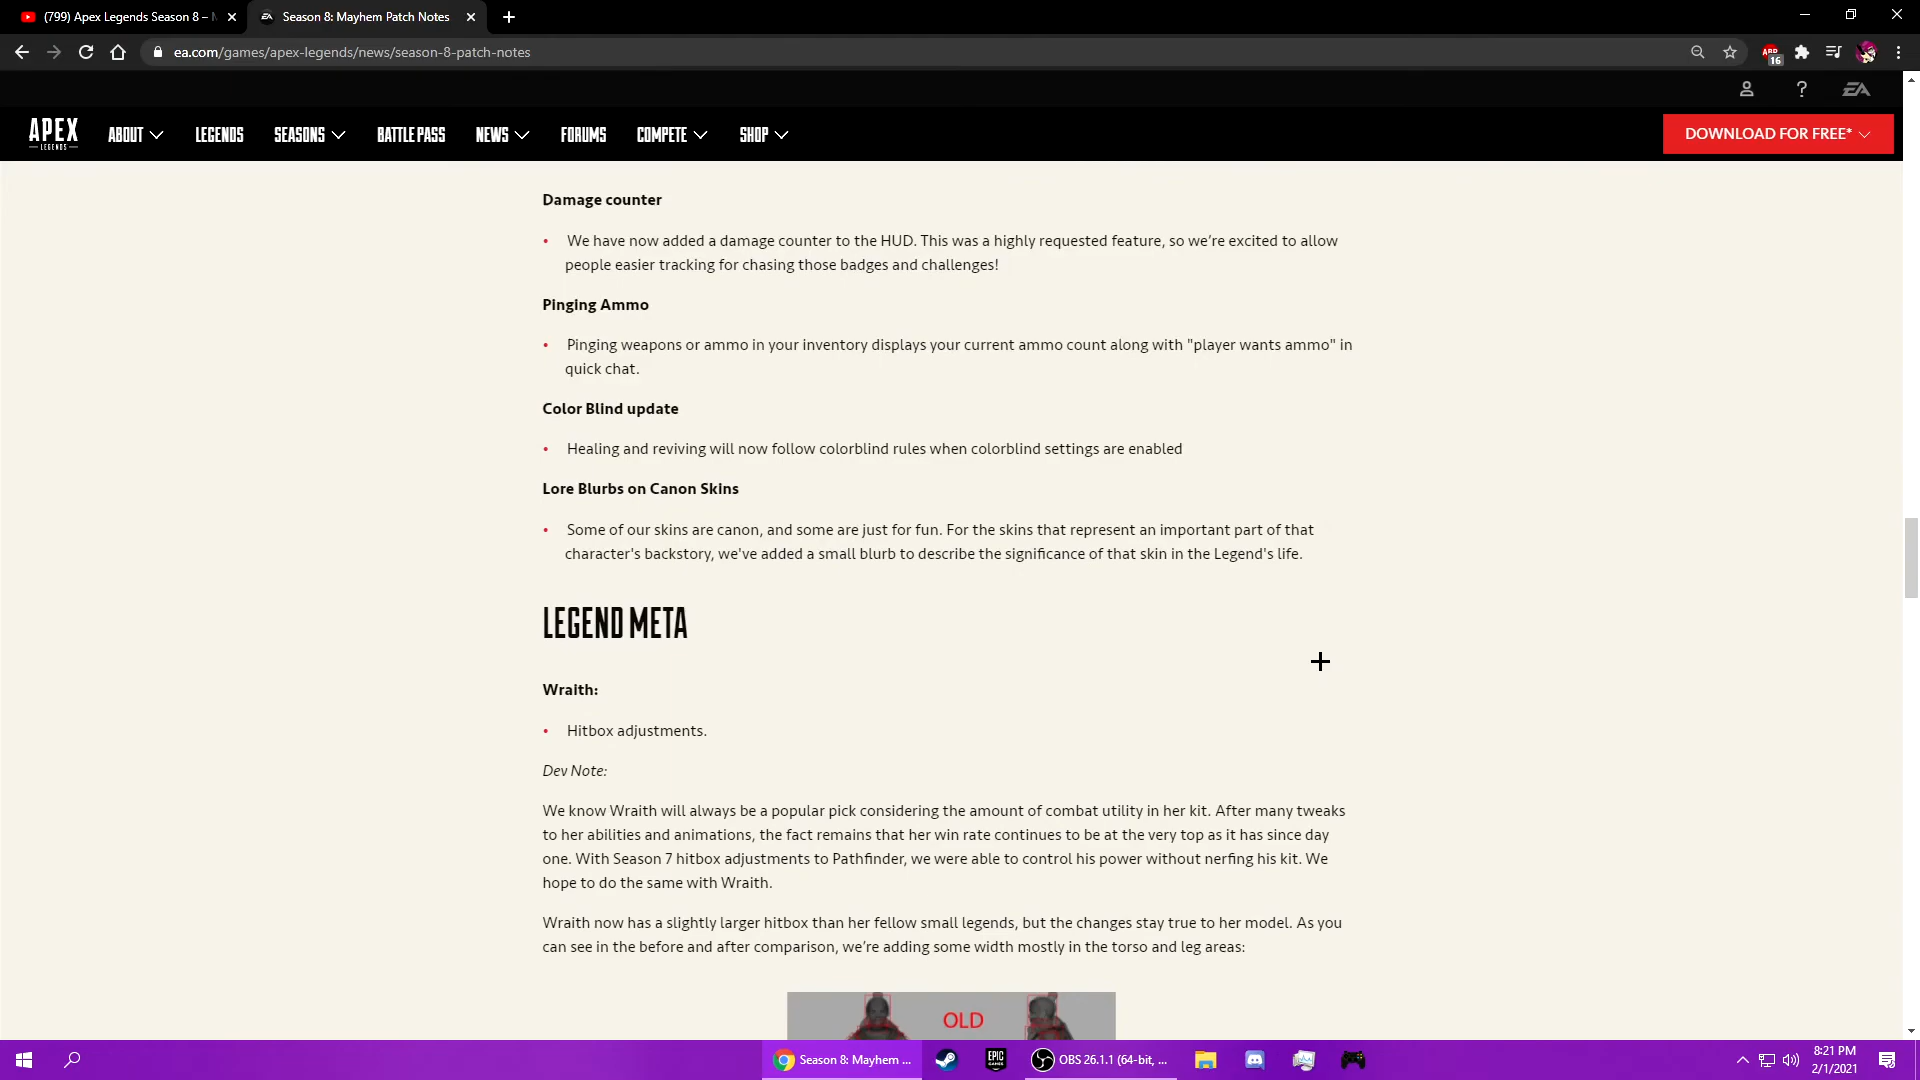 (799) Apex Legends Season 8 –
Season 8: Mayhem Patch Notes
ea.com/games/apex-legends/news/season-8-patch-notes
ABP
16
?
EA
APEX
LEGENDS
ABOUT
LEGENDS
SEASONS
BATTLE PASS
NEWS
FORUMS
COMPETE
SHOP
DOWNLOAD FOR FREE*
Damage counter
• We have now added a damage counter to the HUD. This was a highly requested feature, so we’re excited to allow
people easier tracking for chasing those badges and challenges!
Pinging Ammo
• Pinging weapons or ammo in your inventory displays your current ammo count along with "player wants ammo" in
quick chat.
Color Blind update
• Healing and reviving will now follow colorblind rules when colorblind settings are enabled
Lore Blurbs on Canon Skins
• Some of our skins are canon, and some are just for fun. For the skins that represent an important part of that
character's backstory, we've added a small blurb to describe the significance of that skin in the Legend's life.
LEGEND META
Wraith:
• Hitbox adjustments.
Dev Note:
We know Wraith will always be a popular pick considering the amount of combat utility in her kit. After many tweaks
to her abilities and animations, the fact remains that her win rate continues to be at the very top as it has since day
one. With Season 7 hitbox adjustments to Pathfinder, we were able to control his power without nerfing his kit. We
hope to do the same with Wraith.
Wraith now has a slightly larger hitbox than her fellow small legends, but the changes stay true to her model. As you
can see in the before and after comparison, we’re adding some width mostly in the torso and leg areas:
OLD
Season 8: Mayhem ...
EPIC
GAMES
OBS 26.1.1 (64-bit, ...
8:21 PM
2/1/2021